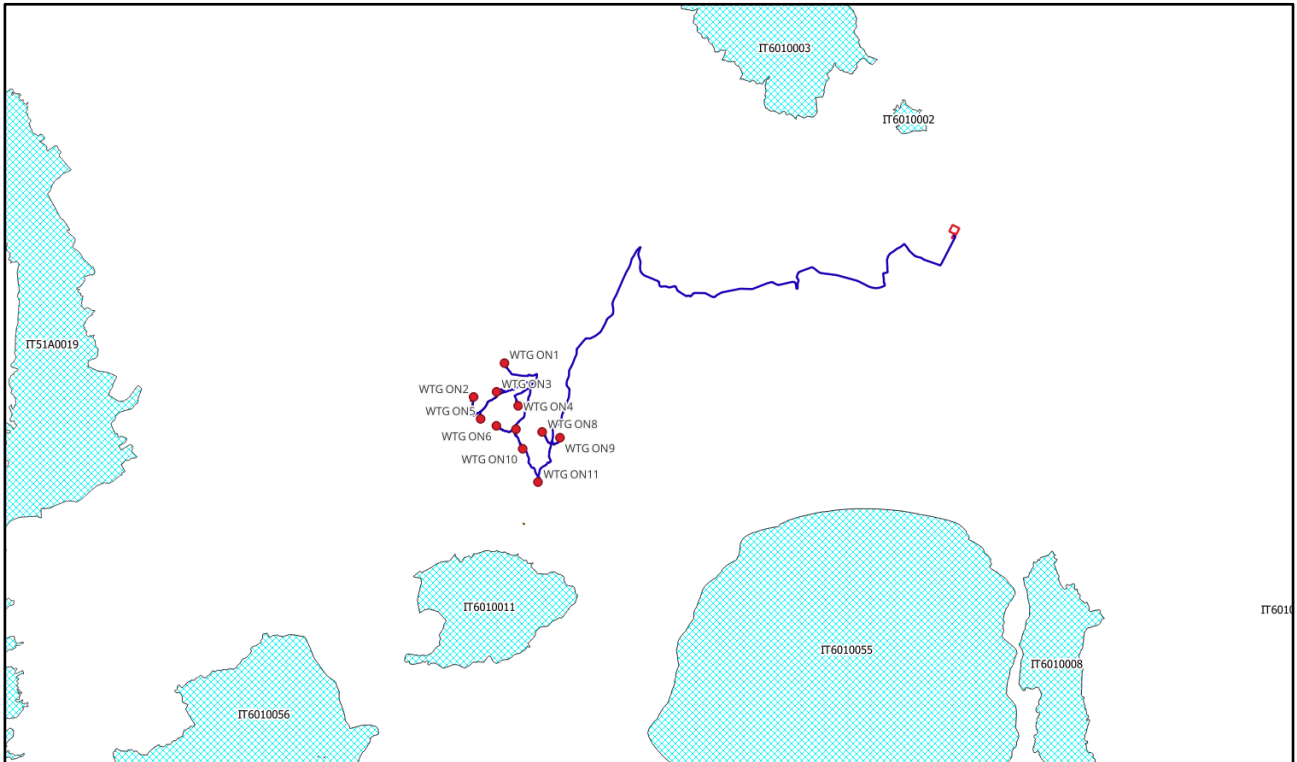 IT6010003
IT6010002
IT51A0019
WTG ON1
WTG ON3
WTG ON2
WTG ON4
WTG ON5
WTG ON8
WTG ON6
WTG ON9
WTG ON10
WTG ON11
IT6010011
IT6010
IT6010055
IT6010008
IT6010056